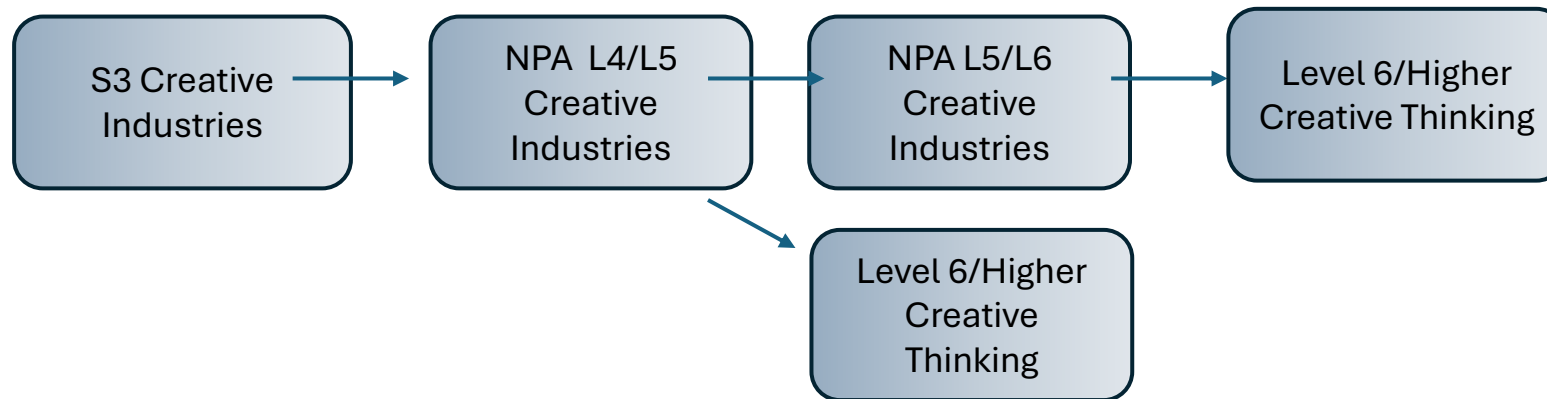 S3 Creative
Industries
NPA L4/L5
Creative
Industries
NPA L5/L6
Creative
Industries
Level 6/Higher
Creative Thinking
Level 6/Higher
Creative
Thinking